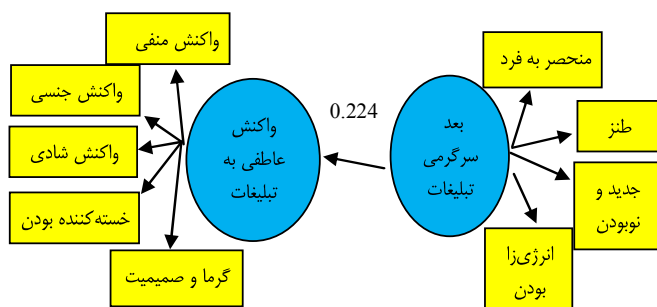 منحصر به فرد
طنز
جدید و
نوبودن
انرژی‌زا
بودن
بعد
سرگرمی
تبلیغات
0.224
واکنش
عاطفی به
تبلیغات
واکنش منفی
واکنش جنسی
واکنش شادی
خسته‌کننده بودن
گرما و صمیمیت